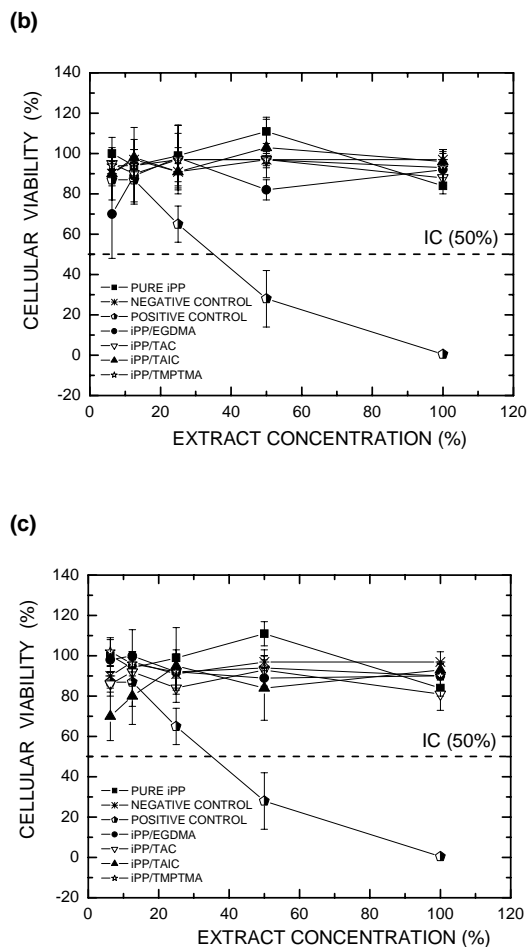 (b)
140
120
100
80
60
40
20
0
-20
CELLULAR VIABILITY (%)
IC (50%)
PURE iPP
NEGATIVE CONTROL
POSITIVE CONTROL
iPP/EGDMA
iPP/TAC
iPP/TAIC
iPP/TMPTMA
0 20 40 60 80 100 120
EXTRACT CONCENTRATION (%)
(c)
140
120
100
80
60
40
20
0
-20
CELLULAR VIABILITY (%)
IC (50%)
PURE iPP
NEGATIVE CONTROL
POSITIVE CONTROL
iPP/EGDMA
iPP/TAC
iPP/TAIC
iPP/TMPTMA
0 20 40 60 80 100 120
EXTRACT CONCENTRATION (%)